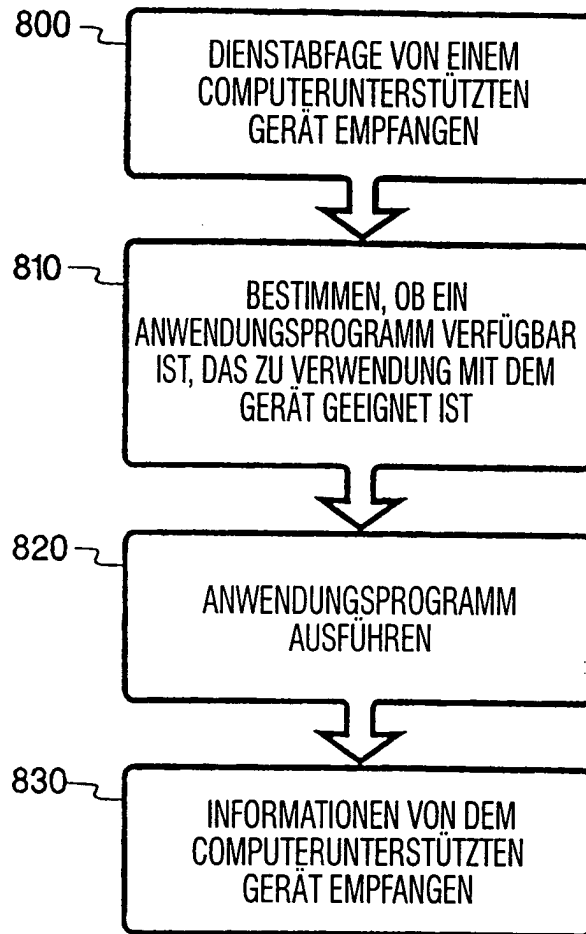 800
DIENSTABFAGE VON EINEM
COMPUTERUNTERSTÜTZTEN
GERÄT EMPFANGEN
810
BESTIMMEN, OB EIN
ANWENDUNGSPROGRAMM VERFÜGBAR
IST, DAS ZU VERWENDUNG MIT DEM
GERÄT GEEIGNET IST
820
ANWENDUNGSPROGRAMM
AUSFÜHREN
830
INFORMATIONEN VON DEM
COMPUTERUNTERSTÜTZTEN
GERÄT EMPFANGEN